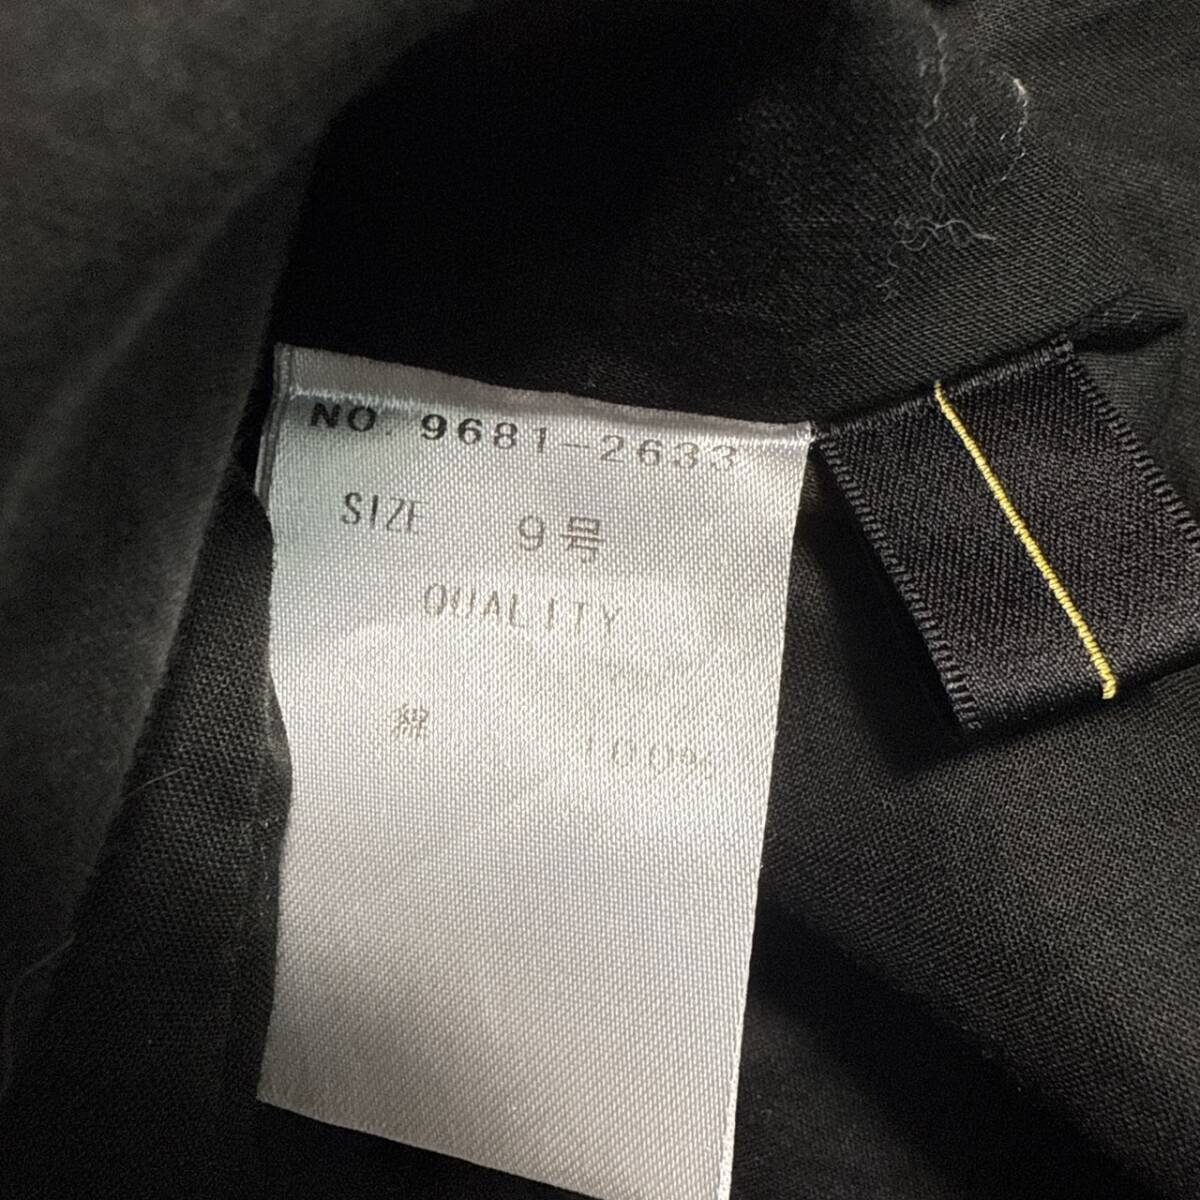 NO. 9681-2633
SIZE 9号
QUALITY
綿 100%